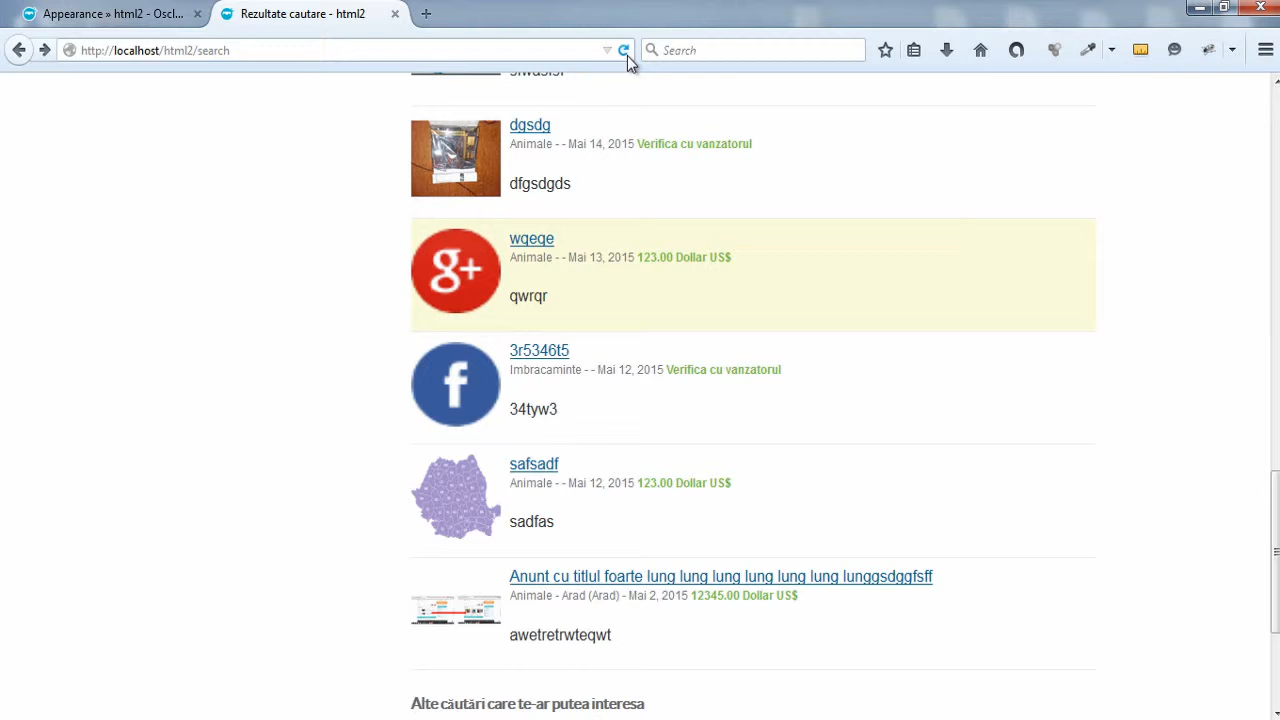 Appearance » html2 - Oscl...
Rezultate cautare - html2
http://localhost/html2/search
Search
dgsdg
Animale - - Mai 14, 2015 Verifica cu vanzatorul
dfgsdgds
wqeqe
Animale - - Mai 13, 2015 123.00 Dollar US$
g+
qwrqr
3r5346t5
Imbracaminte - - Mai 12, 2015 Verifica cu vanzatorul
f
34tyw3
safsadf
Animale - - Mai 12, 2015 123.00 Dollar US$
sadfas
Anunt cu titlul foarte lung lung lung lung lung lung lunggsdggfsff
Animale - Arad (Arad) - Mai 2, 2015 12345.00 Dollar US$
awetretrwteqwt
Alte căutări care te-ar putea interesa